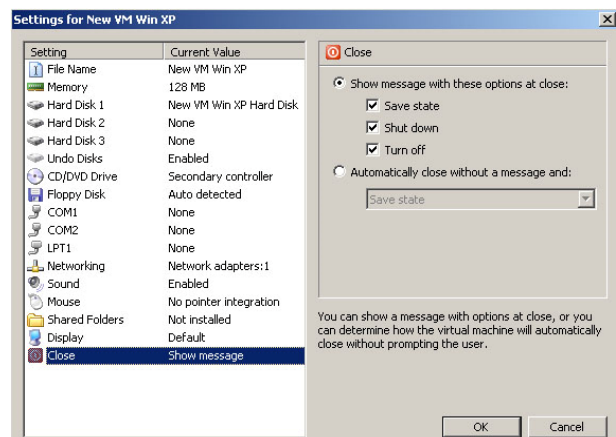 Settings for New VM Win XP
Setting Current Value
File Name New VM Win XP
Memory 128 MB
Hard Disk 1 New VM Win XP Hard Disk
Hard Disk 2 None
Hard Disk 3 None
Undo Disks Enabled
CD/DVD Drive Secondary controller
Floppy Disk Auto detected
COM1 None
COM2 None
LPT1 None
Networking Network adapters:1
Sound Enabled
Mouse No pointer integration
Shared Folders Not installed
Display Default
Close Show message
Close
Show message with these options at close:
Save state
Shut down
Turn off
Automatically close without a message and:
Save state
You can show a message with options at close, or you
can determine how the virtual machine will automatically
close without prompting the user.
OK Cancel